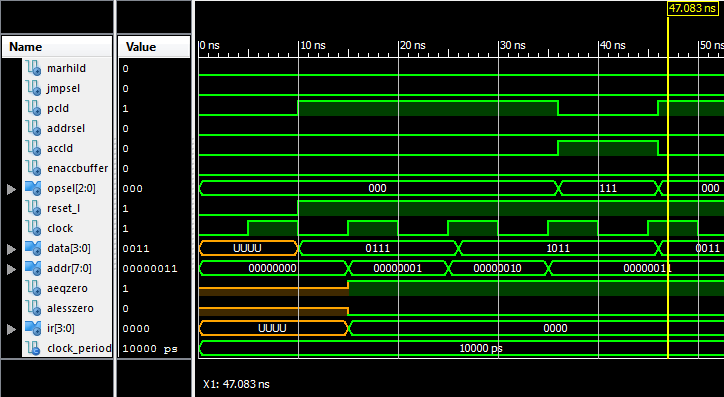 47.083 ns
Name Value 0 ns 10 ns 20 ns 30 ns 40 ns 50 ns
marhild 0
jmpsel 0
pcld 1
addrsel 0
accld 0
enaccbuffer 0
opsel[2:0] 000 000 111 000
reset_l 1
clock 1
data[3:0] 0011 UUUU 0111 1011 0011
addr[7:0] 00000011 00000000 00000001 00000010 00000011
aeqzero 1
alesszero 0
ir[3:0] 0000 UUUU 0000
clock_period 10000 ps 10000 ps
X1: 47.083 ns